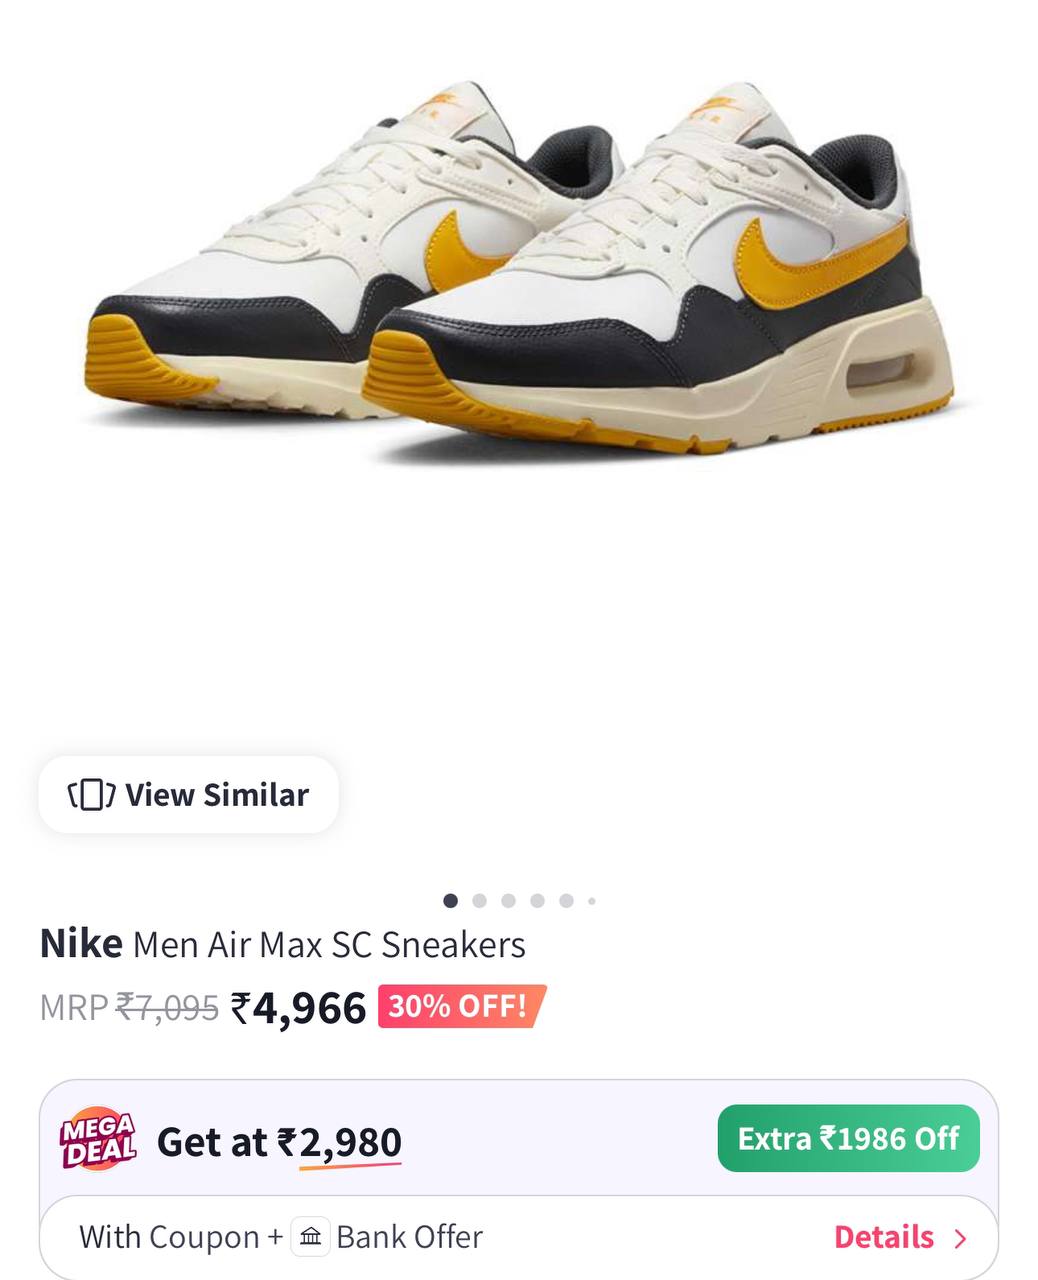 AIR
View Similar
Nike Men Air Max SC Sneakers
MRP ₹7,095 ₹4,966 30% OFF!
MEGA DEAL Get at ₹2,980 Extra ₹1986 Off
With Coupon + Bank Offer Details